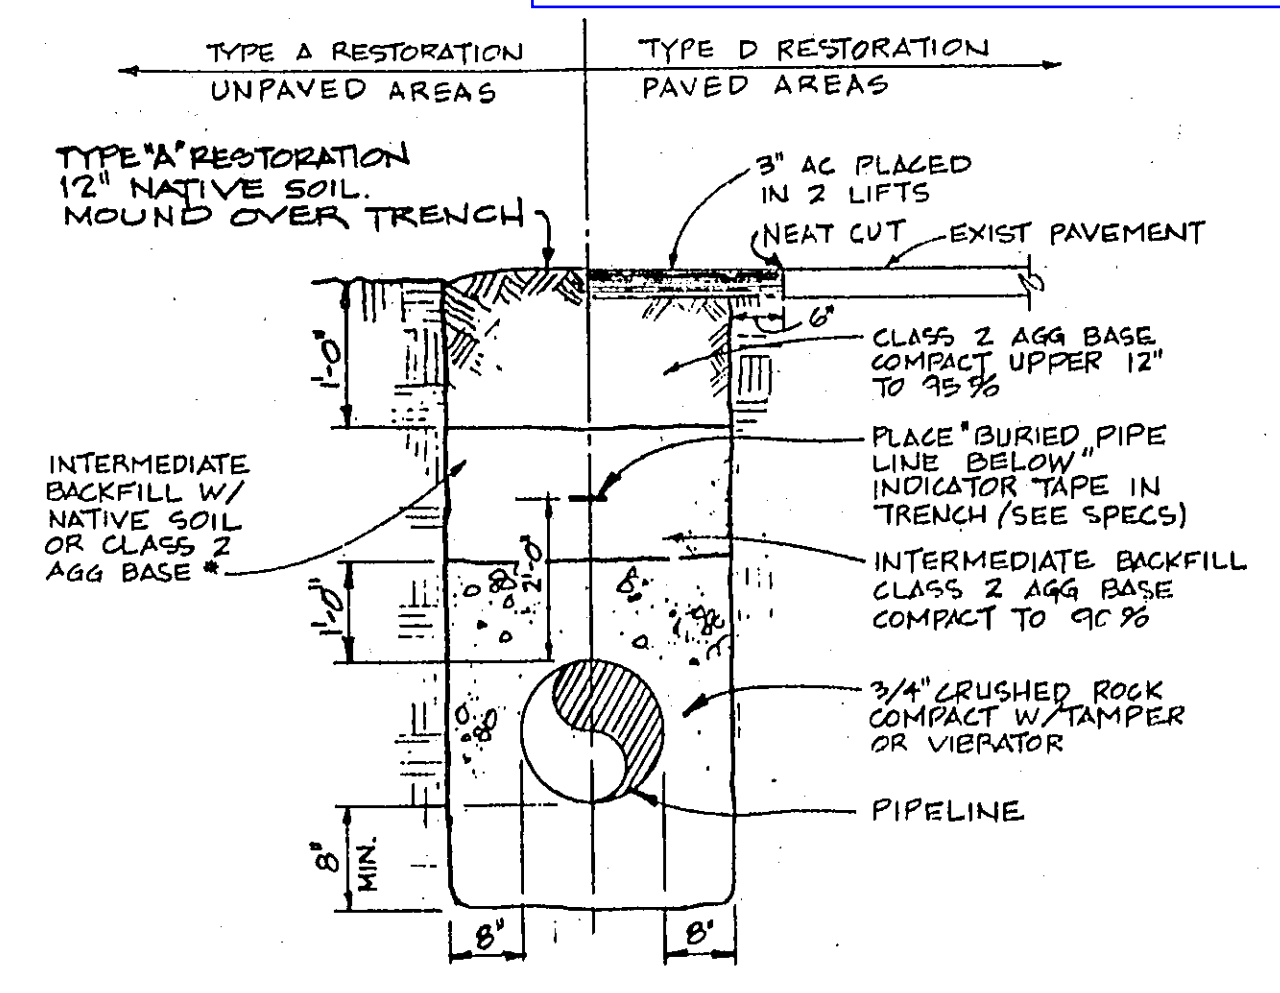 TYPE A RESTORATION
UNPAVED AREAS
TYPE D RESTORATION
PAVED AREAS
TYPE "A" RESTORATION
12" NATIVE SOIL.
MOUND OVER TRENCH
3" AC PLACED
IN 2 LIFTS
NEAT CUT
EXIST PAVEMENT
6"
1'-0"
CLASS 2 AGG BASE
COMPACT UPPER 12"
TO 95%
PLACE "BURIED PIPE
LINE BELOW"
INDICATOR TAPE IN
TRENCH (SEE SPECS)
INTERMEDIATE
BACKFILL W/
NATIVE SOIL
OR CLASS 2
AGG BASE *
2'-0"
1'-0"
INTERMEDIATE BACKFILL
CLASS 2 AGG BASE
COMPACT TO 90%
3/4" CRUSHED ROCK
COMPACT W/TAMPER
OR VIBRATOR
PIPELINE
8"
MIN.
8"
8"